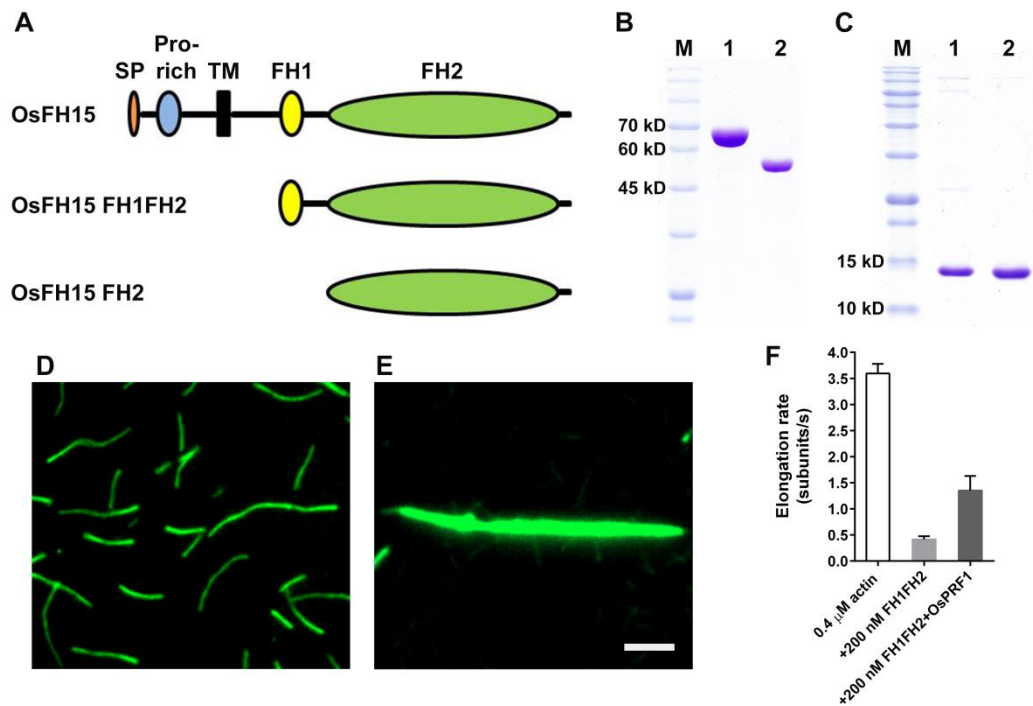 A
Pro-
rich
SP
TM
FH1
FH2
OsFH15
OsFH15 FH1FH2
OsFH15 FH2
B
M 1 2
70 kD
60 kD
45 kD
C
M 1 2
15 kD
10 kD
D
E
F
Elongation rate
(subunits/s)
4.0
3.5
3.0
2.5
2.0
1.5
1.0
0.5
0.0
0.4 μM actin
+200 nM FH1FH2
+200 nM FH1FH2+OsPRF1